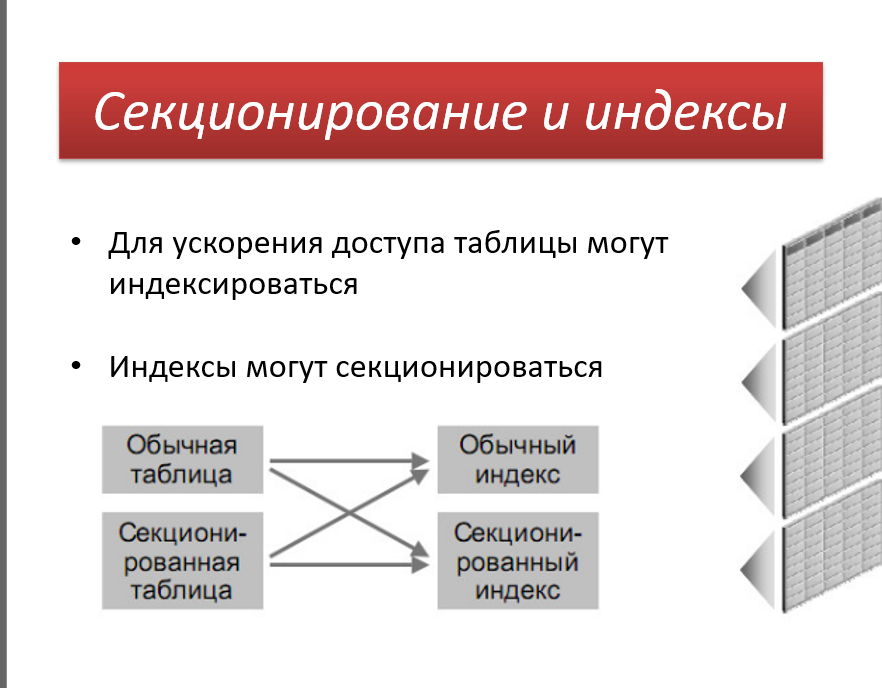 Секционирование и индексы
• Для ускорения доступа таблицы могут
индексироваться
• Индексы могут секционироваться
Обычная
таблица
Обычный
индекс
Секциони-
рованная
таблица
Секциони-
рованный
индекс